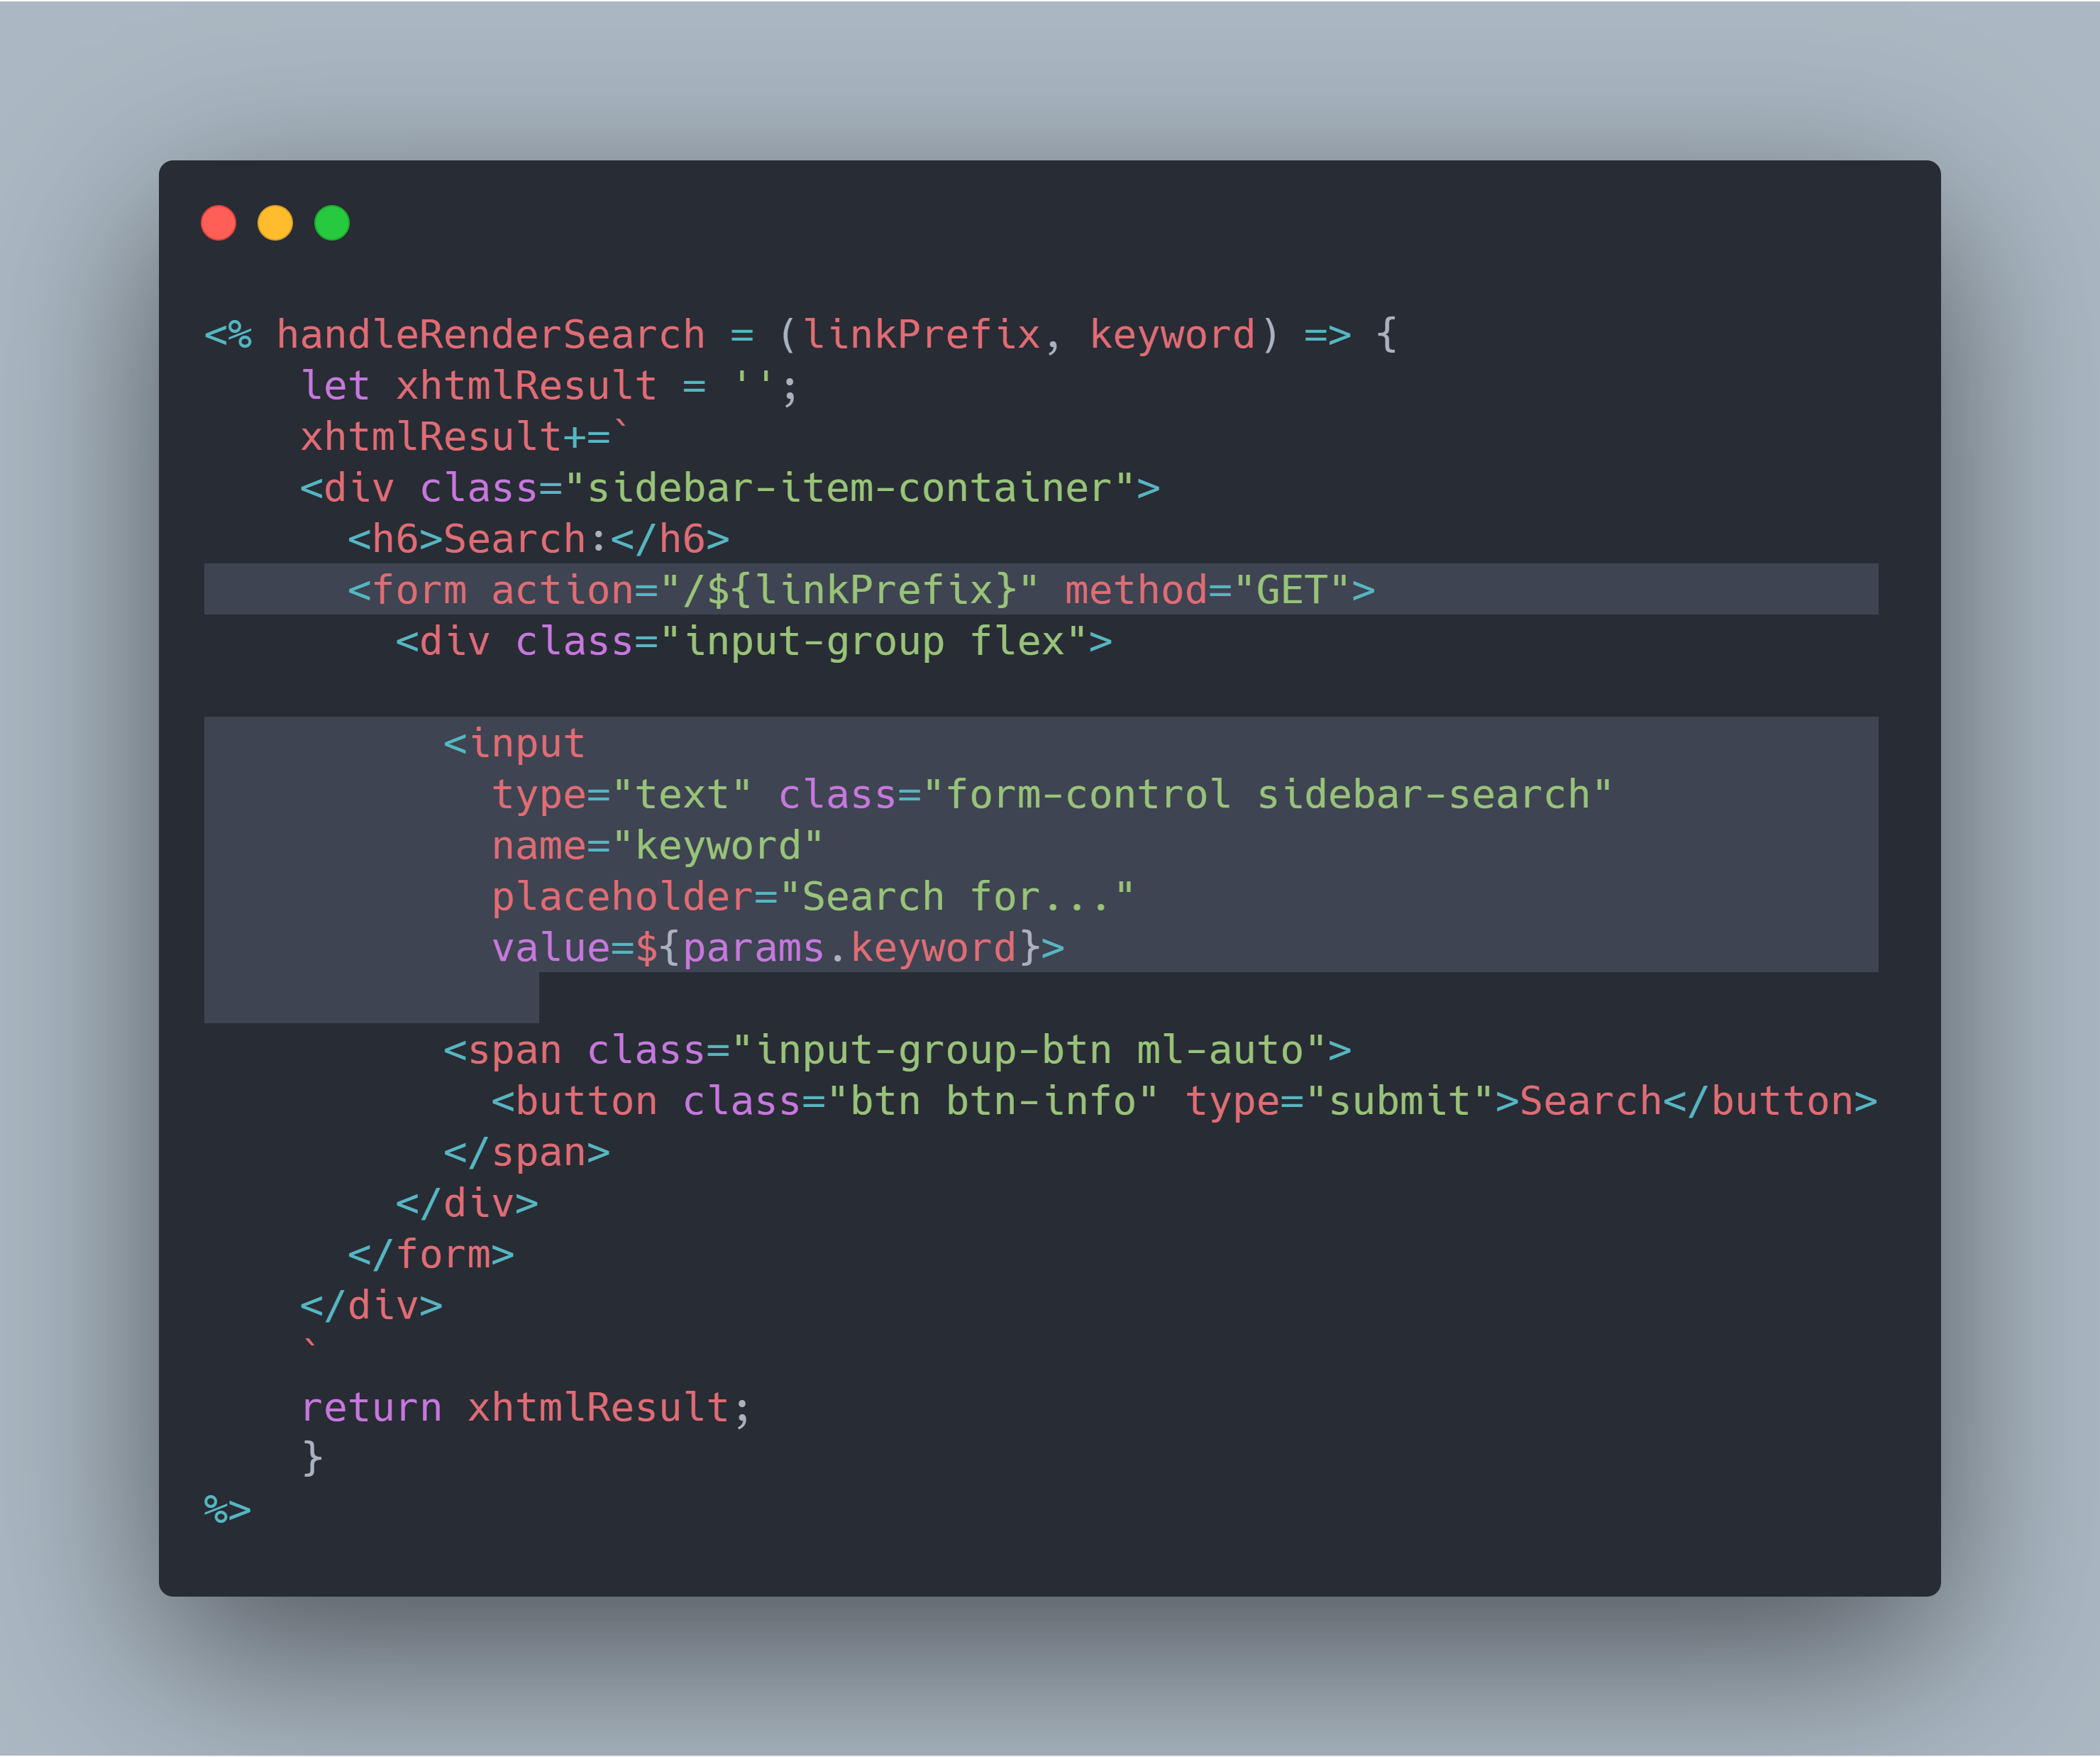 <% handleRenderSearch = (linkPrefix, keyword) => {
    let xhtmlResult = '';
    xhtmlResult+=`
    <div class="sidebar-item-container">
      <h6>Search:</h6>
      <form action="/${linkPrefix}" method="GET">
        <div class="input-group flex">

          <input
            type="text" class="form-control sidebar-search"
            name="keyword"
            placeholder="Search for..."
            value=${params.keyword}>

          <span class="input-group-btn ml-auto">
            <button class="btn btn-info" type="submit">Search</button>
          </span>
        </div>
      </form>
    </div>
    `
    return xhtmlResult;
    }
%>